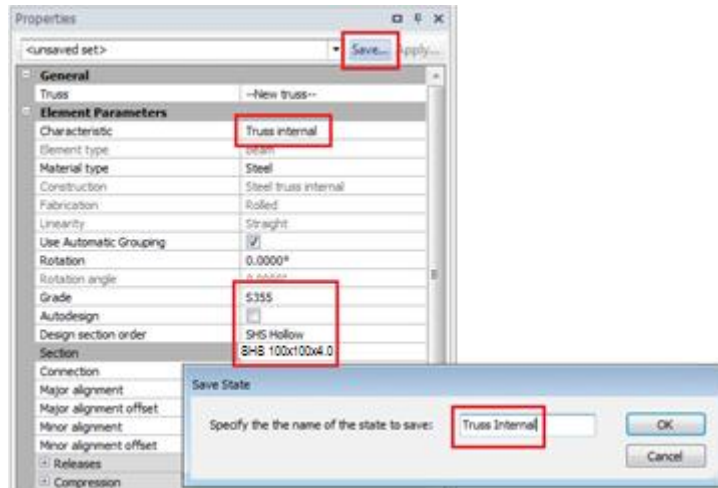 Properties
<unsaved set> Save... Apply...
General
Truss --New truss--
Element Parameters
Characteristic Truss internal
Element type Beam
Material type Steel
Construction Steel truss internal
Fabrication Rolled
Linearity Straight
Use Automatic Grouping
Rotation 0.0000°
Rotation angle 0.0000°
Grade S355
Autodesign
Design section order SHS Hollow
Section BHB 100x100x4.0
Connection
Major alignment
Major alignment offset
Minor alignment
Minor alignment offset
Releases
Compression
Save State
Specify the the name of the state to save: Truss Internal
OK
Cancel